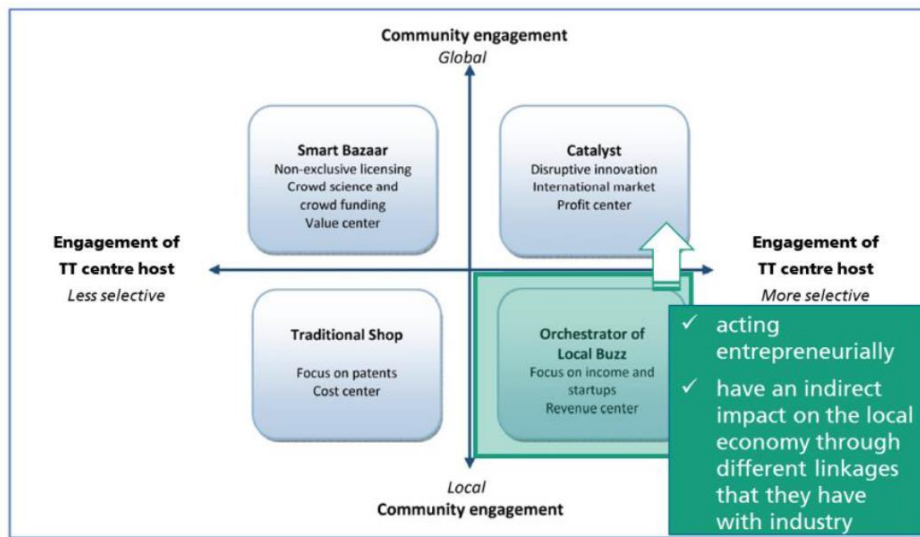 Community engagement
Global
Smart Bazaar
Non-exclusive licensing
Crowd science and
crowd funding
Value center
Catalyst
Disruptive innovation
International market
Profit center
Engagement of
TT centre host
Less selective
Engagement of
TT centre host
More selective
Traditional Shop
Focus on patents
Cost center
Orchestrator of
Local Buzz
Focus on income and
startups
Revenue center
✓ acting
entrepreneurially
✓ have an indirect
impact on the local
economy through
different linkages
that they have
with industry
Local
Community engagement